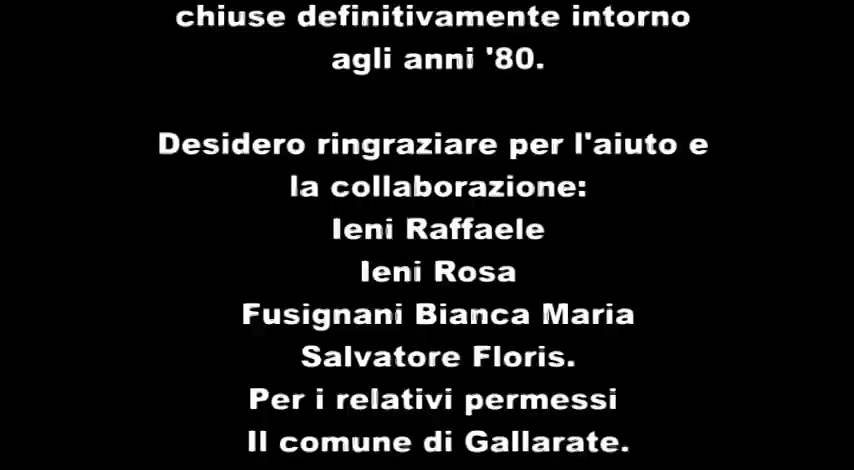 chiuse definitivamente intorno
agli anni '80.
Desidero ringraziare per l'aiuto e
la collaborazione:
Ieni Raffaele
Ieni Rosa
Fusignani Bianca Maria
Salvatore Floris.
Per i relativi permessi
Il comune di Gallarate.